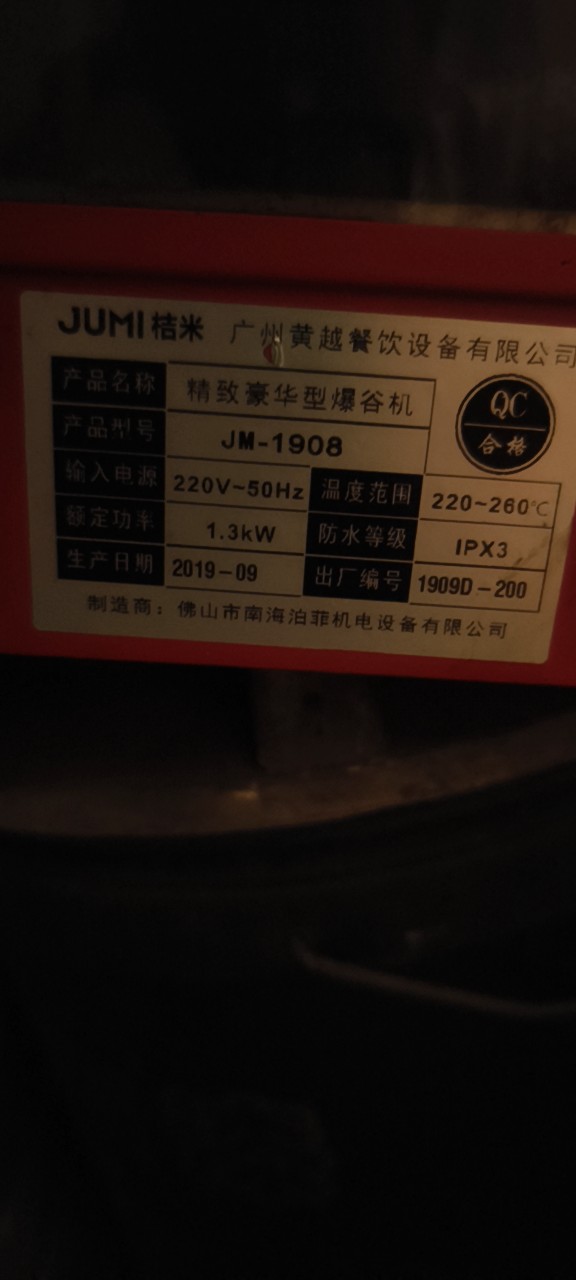 JUMI桔米 广州黄越餐饮设备有限公司
产品名称 精致豪华型爆谷机
QC
合格
产品型号 JM-1908
输入电源 220V~50Hz 温度范围 220~260℃
额定功率 1.3kW 防水等级 IPX3
生产日期 2019-09 出厂编号 1909D-200
制造商：佛山市南海泊菲机电设备有限公司